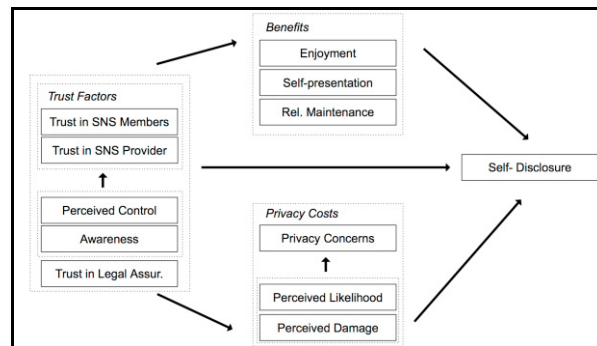 Benefits
Enjoyment
Self-presentation
Rel. Maintenance
Trust Factors
Trust in SNS Members
Trust in SNS Provider
Perceived Control
Awareness
Trust in Legal Assur.
Self- Disclosure
Privacy Costs
Privacy Concerns
Perceived Likelihood
Perceived Damage